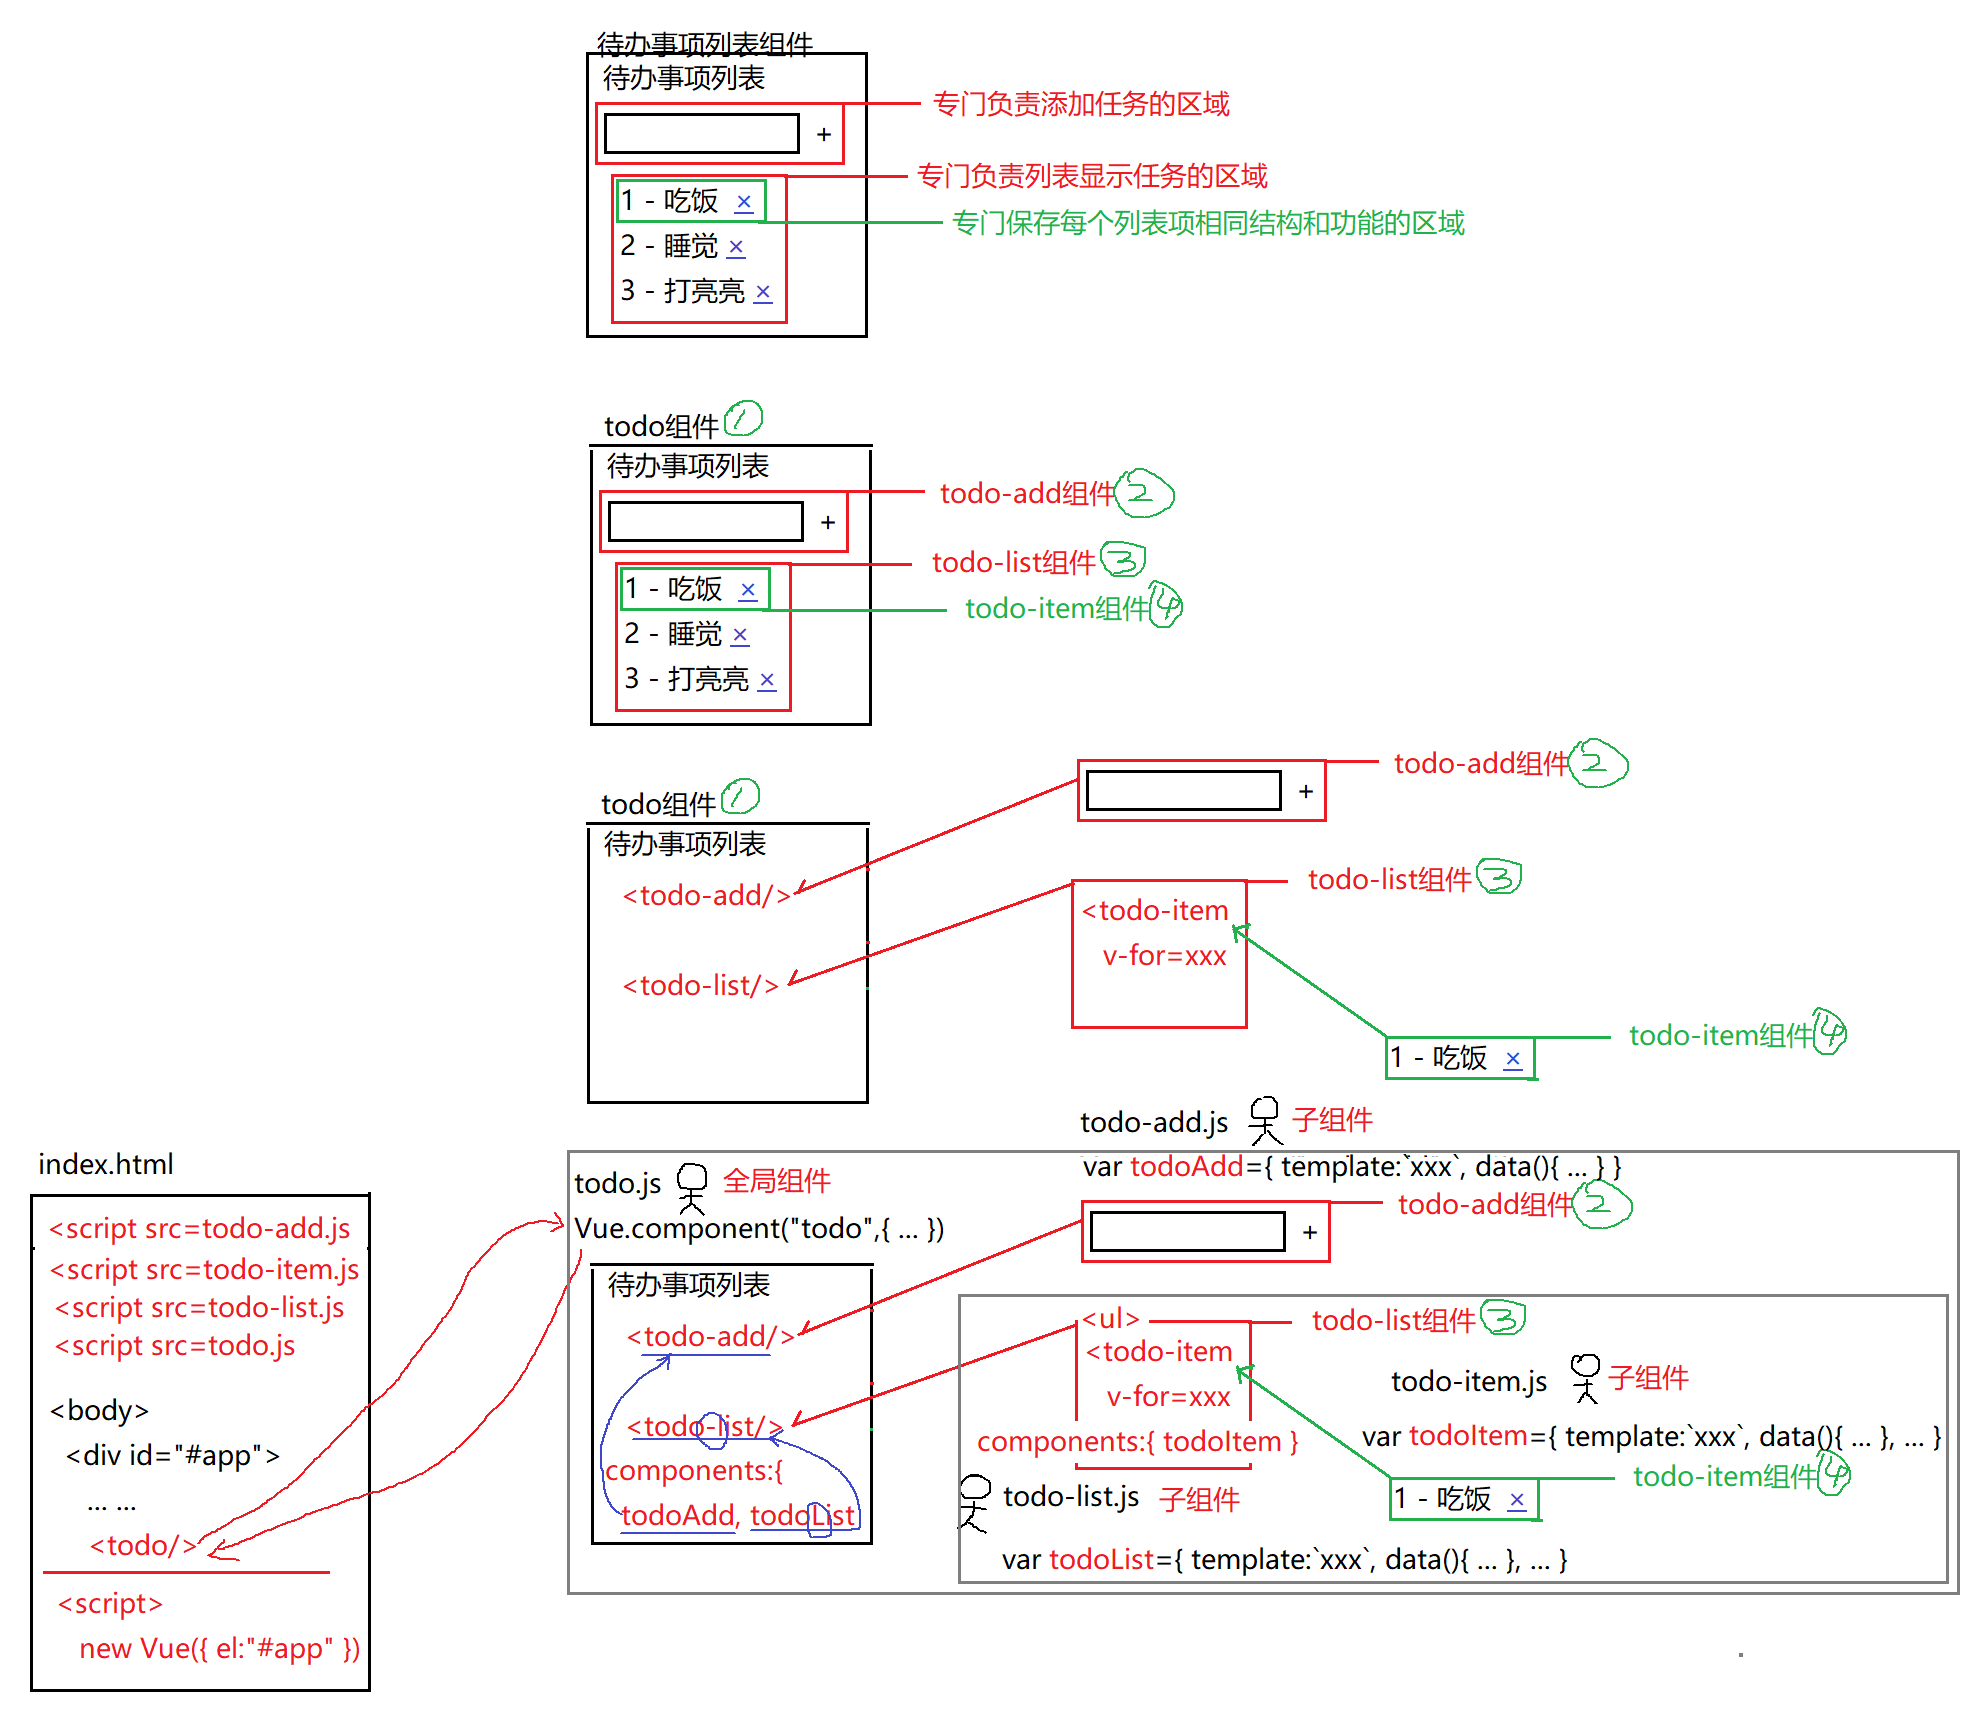 待办事项列表组件
待办事项列表
专门负责添加任务的区域
+
专门负责列表显示任务的区域
1 - 吃饭 ×
专门保存每个列表项相同结构和功能的区域
2 - 睡觉 ×
3 - 打亮亮 ×
todo组件 1
待办事项列表
todo-add组件 2
+
todo-list组件 3
1 - 吃饭 ×
todo-item组件 4
2 - 睡觉 ×
3 - 打亮亮 ×
todo组件 1
待办事项列表
todo-add组件 2
+
<todo-add/>
todo-list组件 3
<todo-item
v-for=xxx
<todo-list/>
todo-item组件 4
1 - 吃饭 ×
index.html
<script src=todo-add.js
<script src=todo-item.js
<script src=todo-list.js
<script src=todo.js
<body>
<div id="#app">
... ...
<todo/>
<script>
new Vue({ el:"#app" })
todo.js 全局组件
Vue.component("todo",{ ... })
待办事项列表
<todo-add/>
<todo-list/>
components:{
todoAdd, todoList
todo-add.js 子组件
var todoAdd={ template:`xxx`, data(){ ... } }
todo-add组件 2
+
<ul>
todo-list组件 3
<todo-item
v-for=xxx
components:{ todoItem }
todo-item.js 子组件
var todoItem={ template:`xxx`, data(){ ... }, ... }
todo-item组件 4
1 - 吃饭 ×
todo-list.js 子组件
var todoList={ template:`xxx`, data(){ ... }, ... }